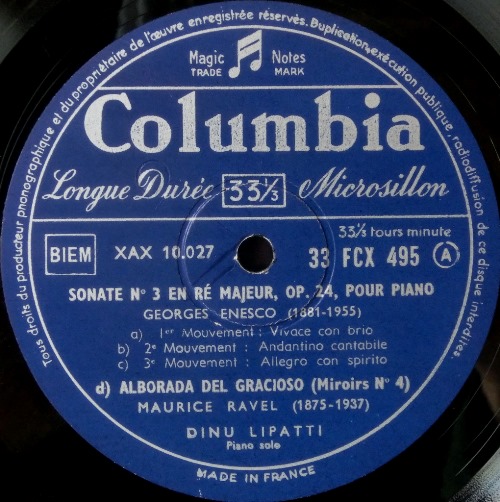 Tous droits du producteur phonographique et du propriétaire de l'œuvre enregistrée réservés. Duplication, exécution publique radiodiffusion de ce disque interdites.
Magic Notes
TRADE MARK
Columbia
Longue Durée 33⅓ Microsillon
33⅓ tours minute
BIEM XAX 10.027 33 FCX 495 A
SONATE Nº 3 EN RÉ MAJEUR, OP. 24, POUR PIANO
GEORGES ENESCO (1881-1955)
a) 1er Mouvement : Vivace con brio
b) 2e Mouvement : Andantino cantabile
c) 3e Mouvement : Allegro con spirito
d) ALBORADA DEL GRACIOSO (Miroirs Nº 4)
MAURICE RAVEL (1875-1937)
DINU LIPATTI
Piano solo
MADE IN FRANCE